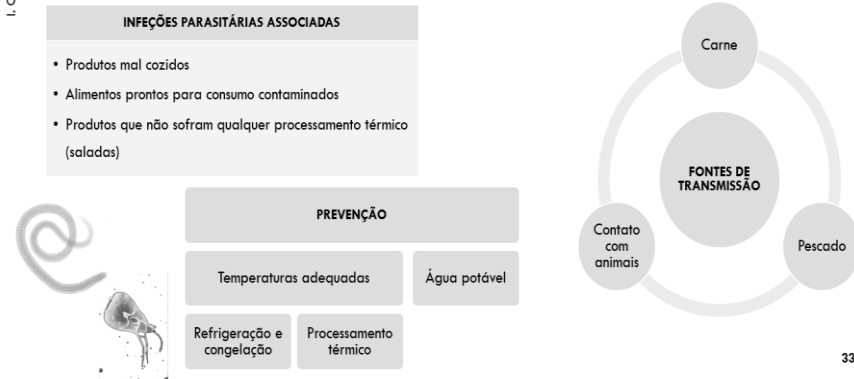 INFEÇÕES PARASITÁRIAS ASSOCIADAS
• Produtos mal cozidos
• Alimentos prontos para consumo contaminados
• Produtos que não sofram qualquer processamento térmico
(saladas)
PREVENÇÃO
Temperaturas adequadas
Água potável
Refrigeração e
congelação
Processamento
térmico
Carne
FONTES DE
TRANSMISSÃO
Contato
com
animais
Pescado
33